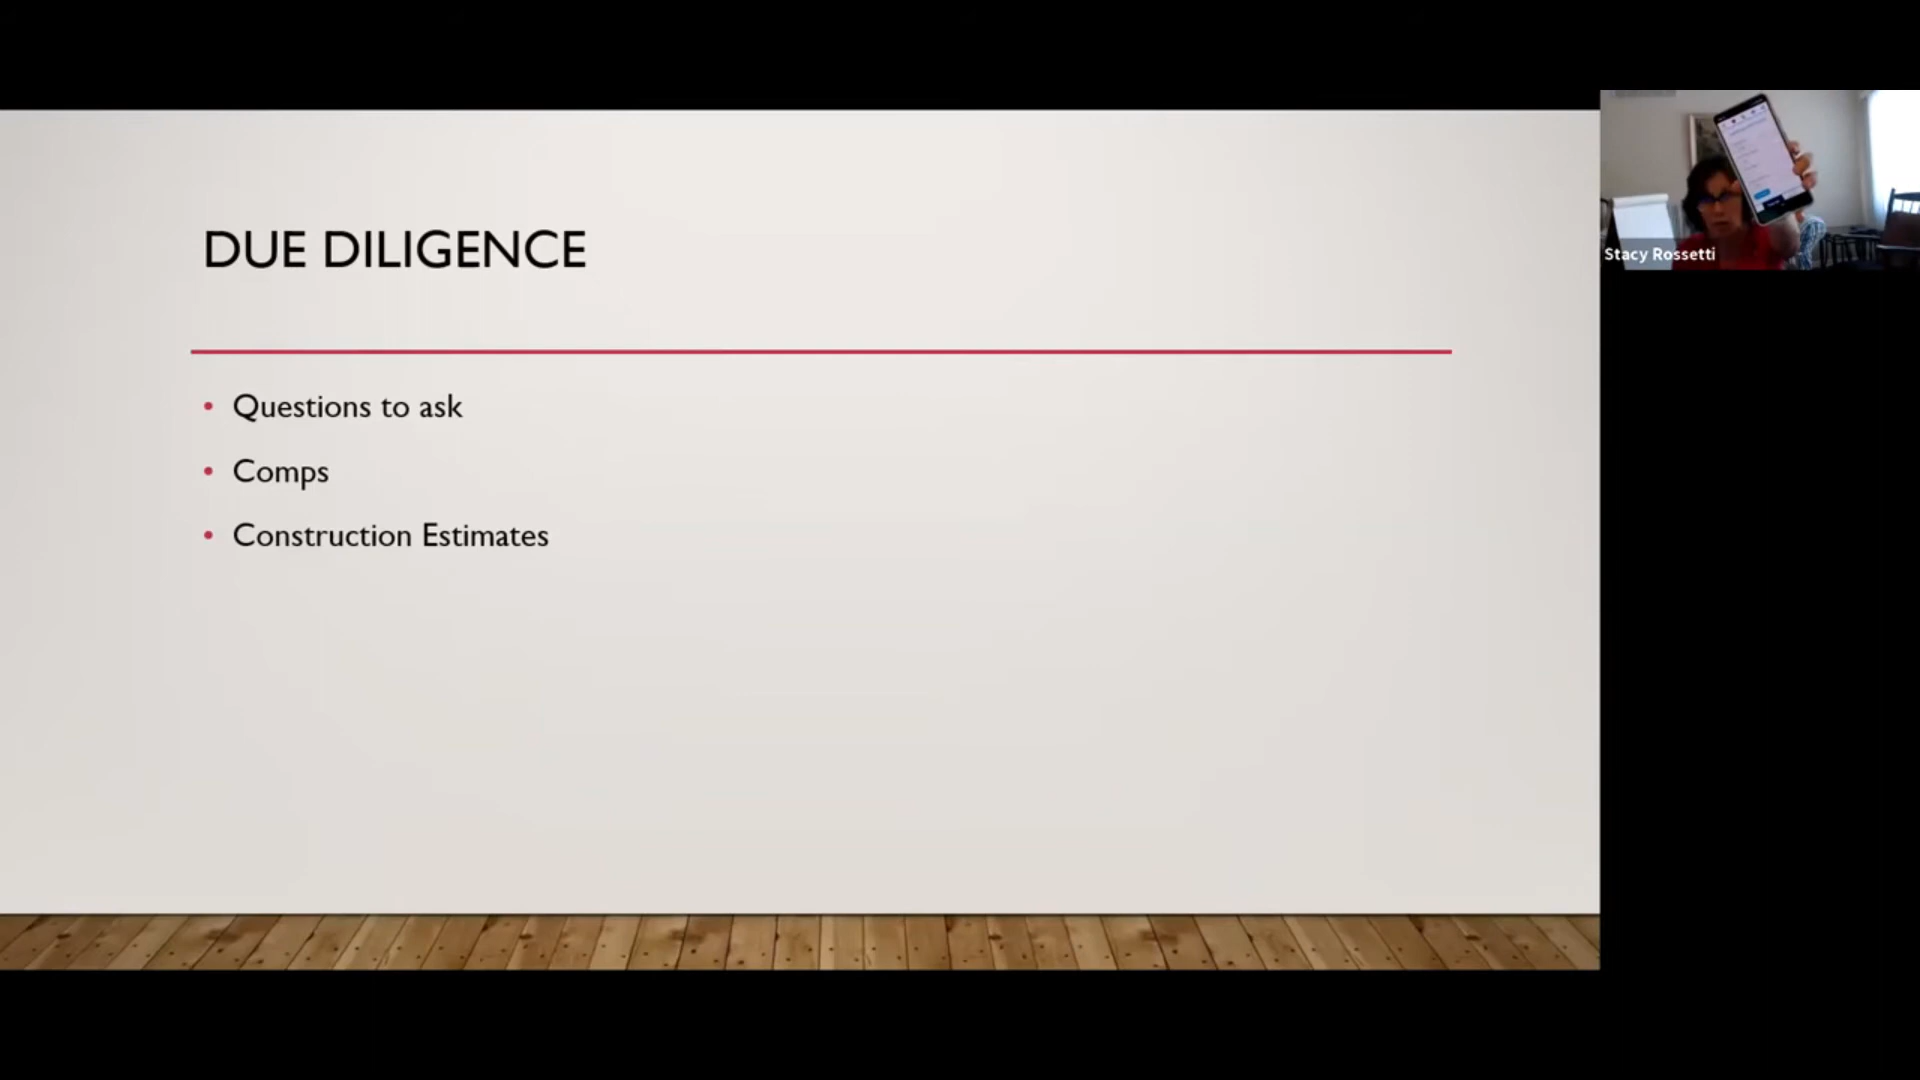 DUE DILIGENCE
Questions to ask
Comps
Construction Estimates
Stacy Rossetti